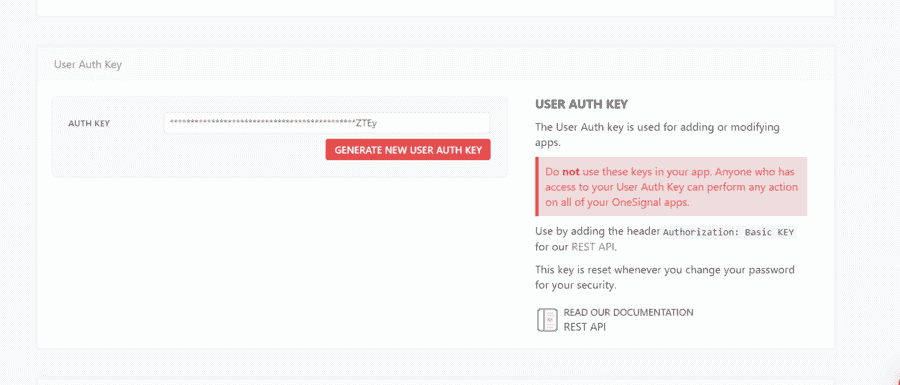 User Auth Key
AUTH KEY
*********************************************ZTEy
GENERATE NEW USER AUTH KEY
USER AUTH KEY
The User Auth key is used for adding or modifying
apps.
Do not use these keys in your app. Anyone who has
access to your User Auth Key can perform any action
on all of your OneSignal apps.
Use by adding the header Authorization: Basic KEY
for our REST API.
This key is reset whenever you change your password
for your security.
READ OUR DOCUMENTATION
REST API